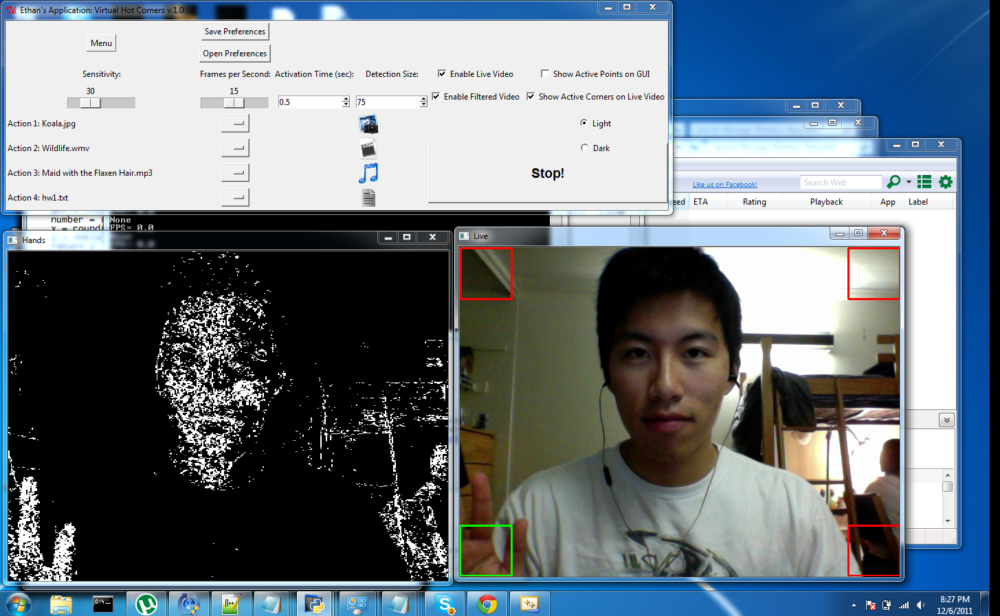 Ethan's Application: Virtual Hot Corners v.1.0
Menu
Save Preferences
Open Preferences
Sensitivity:
Frames per Second:
Activation Time (sec):
Detection Size:
Enable Live Video
Show Active Points on GUI
30
15
0.5
75
Enable Filtered Video
Show Active Corners on Live Video
Action 1: Koala.jpg
Light
Action 2: Wildlife.wmv
Dark
Action 3: Maid with the Flaxen Hair.mp3
Stop!
Action 4: hw1.txt
Like us on Facebook!
Search Web
eed
ETA
Rating
Playback
App
Label
number = (
None
x = round(
FPS= 0.0
Hands
Live
C:\
n++
2
8:27 PM
12/6/2011